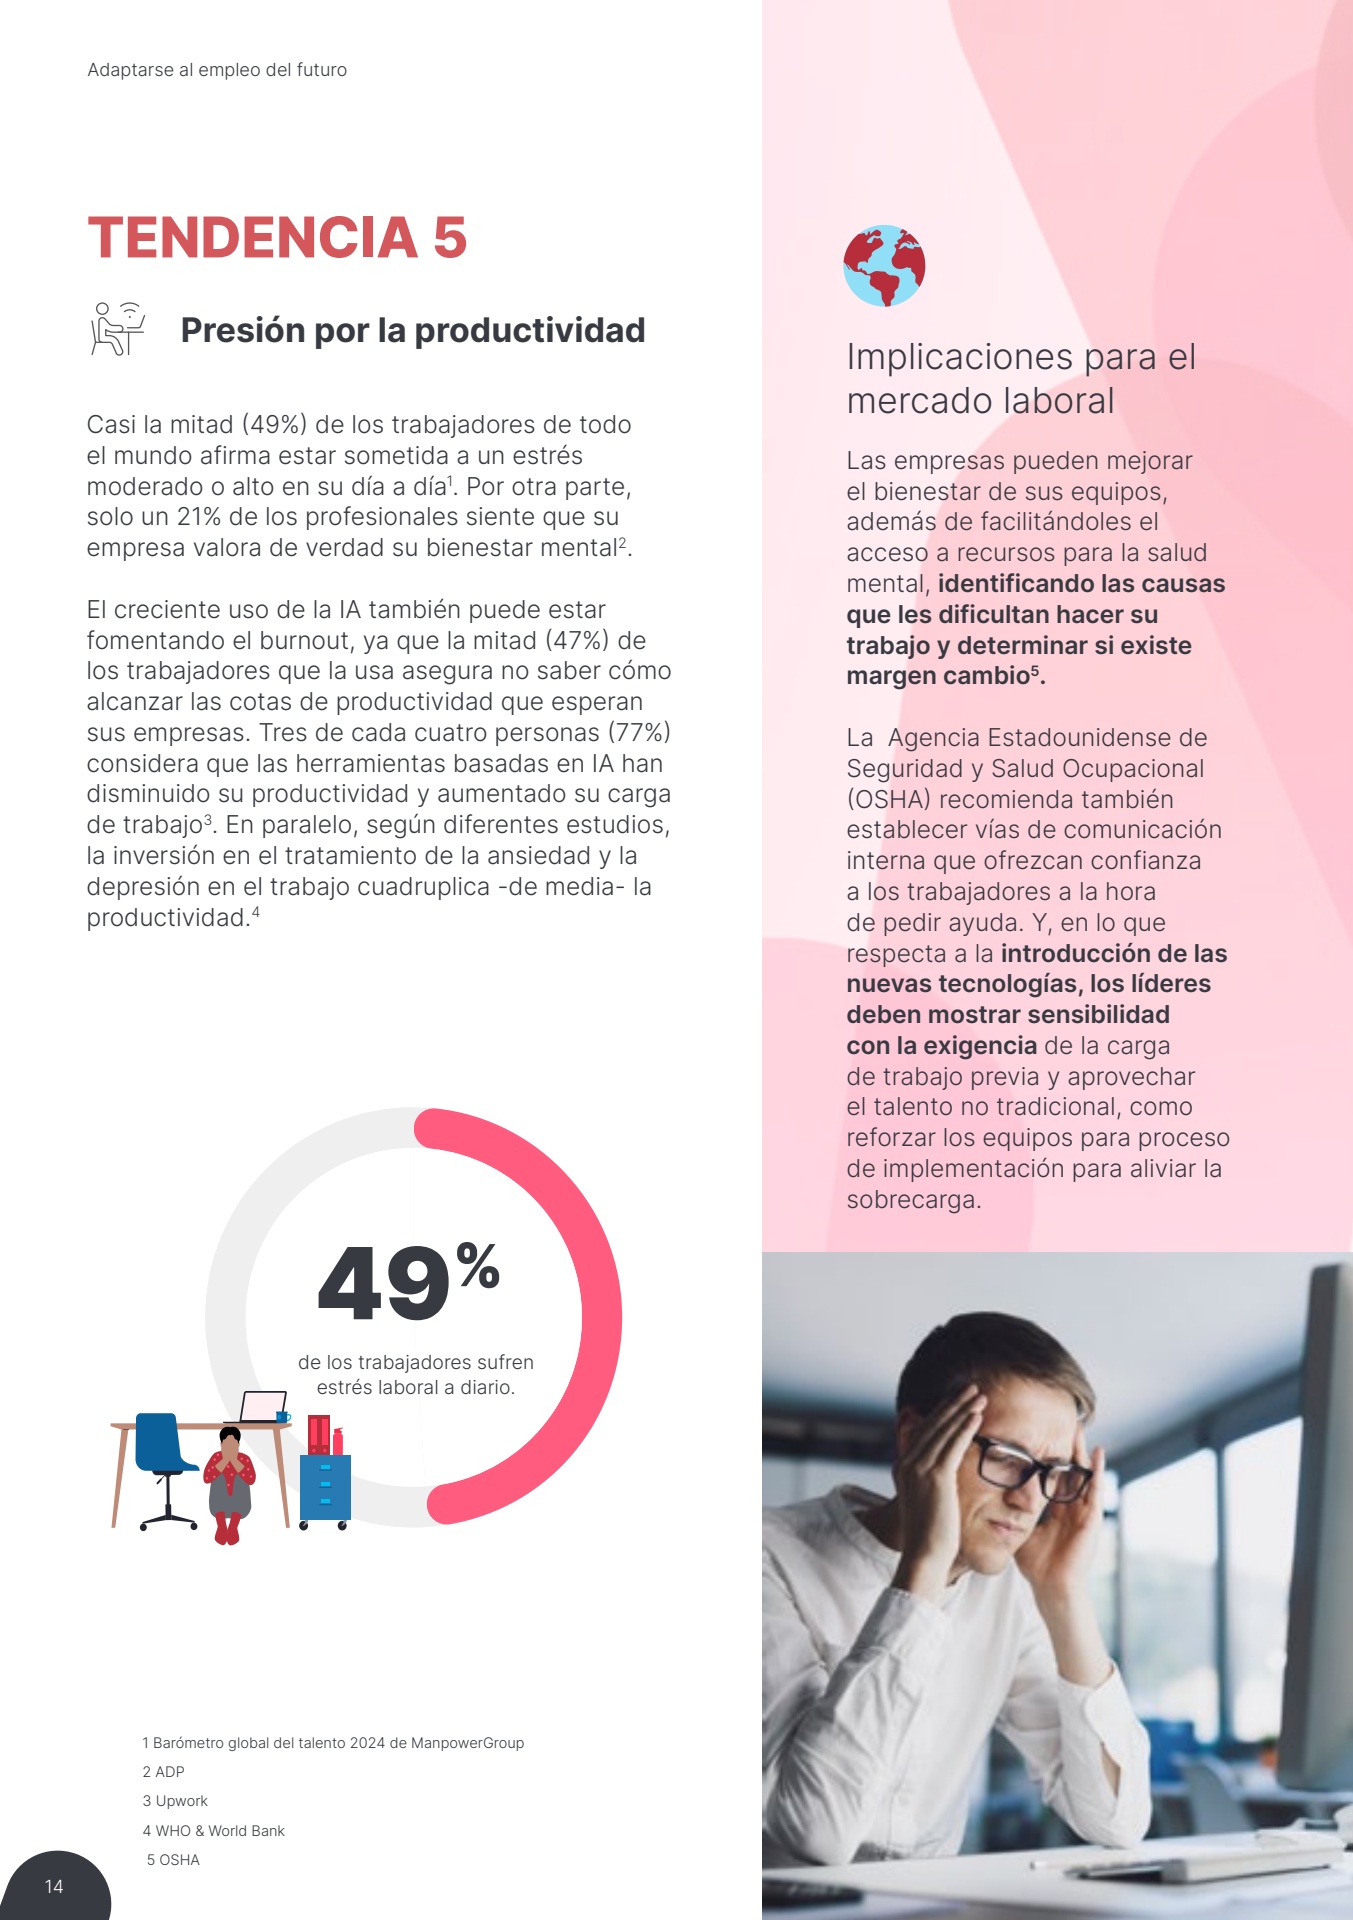 Adaptarse al empleo del futuro
TENDENCIA 5
Presión por la productividad
Casi la mitad (49%) de los trabajadores de todo
el mundo afirma estar sometida a un estrés
moderado o alto en su día a día¹. Por otra parte,
solo un 21% de los profesionales siente que su
empresa valora de verdad su bienestar mental².
El creciente uso de la IA también puede estar
fomentando el burnout, ya que la mitad (47%) de
los trabajadores que la usa asegura no saber cómo
alcanzar las cotas de productividad que esperan
sus empresas. Tres de cada cuatro personas (77%)
considera que las herramientas basadas en IA han
disminuido su productividad y aumentado su carga
de trabajo³. En paralelo, según diferentes estudios,
la inversión en el tratamiento de la ansiedad y la
depresión en el trabajo cuadruplica -de media- la
productividad.⁴
49%
de los trabajadores sufren
estrés laboral a diario.
1 Barómetro global del talento 2024 de ManpowerGroup
2 ADP
3 Upwork
4 WHO & World Bank
5 OSHA
14
Implicaciones para el
mercado laboral
Las empresas pueden mejorar
el bienestar de sus equipos,
además de facilitándoles el
acceso a recursos para la salud
mental, identificando las causas
que les dificultan hacer su
trabajo y determinar si existe
margen cambio⁵.
La  Agencia Estadounidense de
Seguridad y Salud Ocupacional
(OSHA) recomienda también
establecer vías de comunicación
interna que ofrezcan confianza
a los trabajadores a la hora
de pedir ayuda. Y, en lo que
respecta a la introducción de las
nuevas tecnologías, los líderes
deben mostrar sensibilidad
con la exigencia de la carga
de trabajo previa y aprovechar
el talento no tradicional, como
reforzar los equipos para proceso
de implementación para aliviar la
sobrecarga.